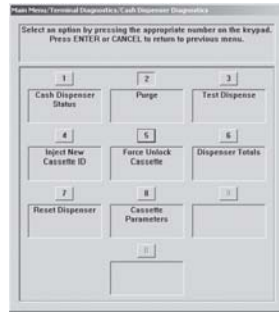 Main Menu/Terminal Diagnostics/Cash Dispenser Diagnostics
Select an option by pressing the appropriate number on the keypad.
Press ENTER or CANCEL to return to previous menu.
1
2
3
Cash Dispenser
Status
Purge
Test Dispense
4
5
6
Inject New
Cassette ID
Force Unlock
Cassette
Dispenser Totals
7
8
9
Reset Dispenser
Cassette
Parameters
0